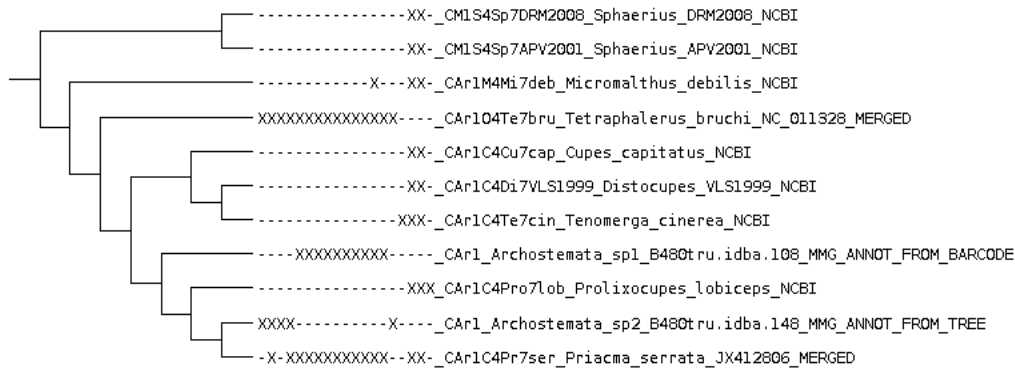 ----------------XX-_CM1S4Sp7DRM2008_Sphaerius_DRM2008_NCBI
----------------XX-_CM1S4Sp7APV2001_Sphaerius_APV2001_NCBI
------------X---XX-_CAr1M4Mi7deb_Micromalthus_debilis_NCBI
XXXXXXXXXXXXXXX----_CAr1O4Te7bru_Tetraphalerus_bruchi_NC_011328_MERGED
----------------XX-_CAr1C4Cu7cap_Cupes_capitatus_NCBI
----------------XX-_CAr1C4Di7VLS1999_Distocupes_VLS1999_NCBI
---------------XXX-_CAr1C4Te7cin_Tenomerga_cinerea_NCBI
----XXXXXXXXXX-----_CAr1_Archostemata_sp1_B480tru.idba.108_MMG_ANNOT_FROM_BARCODE
----------------XXX_CAr1C4Pro7lob_Prolixocupes_lobiceps_NCBI
XXXX----------X----_CAr1_Archostemata_sp2_B480tru.idba.148_MMG_ANNOT_FROM_TREE
-X-XXXXXXXXXXX--XX-_CAr1C4Pr7ser_Priacma_serrata_JX412806_MERGED